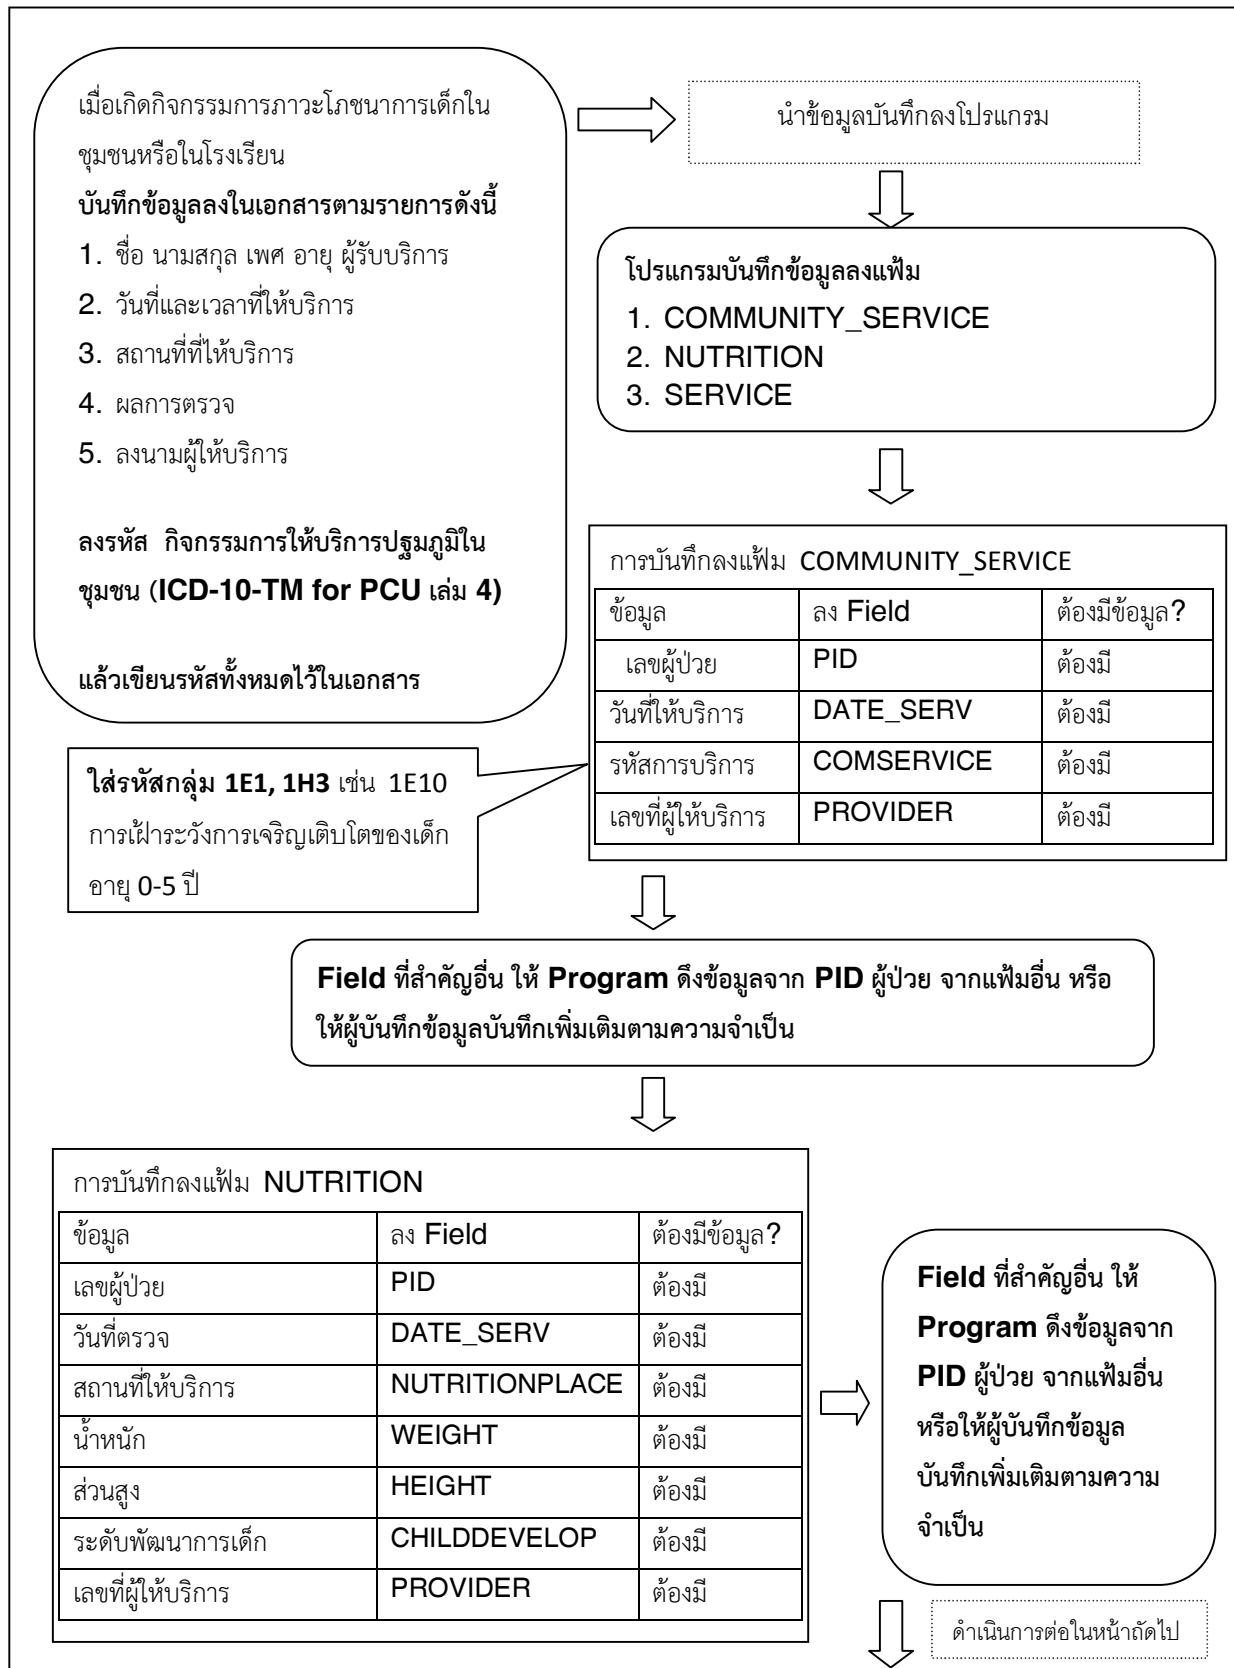 เมื่อเกิดกิจกรรมการภาวะโภชนาการเด็กใน
ชุมชนหรือในโรงเรียน
บันทึกข้อมูลลงในเอกสารตามรายการดังนี้
1. ชื่อ นามสกุล เพศ อายุ ผู้รับบริการ
2. วันที่และเวลาที่ให้บริการ
3. สถานที่ที่ให้บริการ
4. ผลการตรวจ
5. ลงนามผู้ให้บริการ
ลงรหัส กิจกรรมการให้บริการปฐมภูมิใน
ชุมชน (ICD-10-TM for PCU เล่ม 4)
แล้วเขียนรหัสทั้งหมดไว้ในเอกสาร
นำข้อมูลบันทึกลงโปรแกรม
โปรแกรมบันทึกข้อมูลลงแฟ้ม
1. COMMUNITY_SERVICE
2. NUTRITION
3. SERVICE
การบันทึกลงแฟ้ม COMMUNITY_SERVICE
ข้อมูล ลง Field ต้องมีข้อมูล?
เลขผู้ป่วย PID ต้องมี
วันที่ให้บริการ DATE_SERV ต้องมี
รหัสการบริการ COMSERVICE ต้องมี
เลขที่ผู้ให้บริการ PROVIDER ต้องมี
ใส่รหัสกลุ่ม 1E1, 1H3 เช่น 1E10
การเฝ้าระวังการเจริญเติบโตของเด็ก
อายุ 0-5 ปี
Field ที่สำคัญอื่น ให้ Program ดึงข้อมูลจาก PID ผู้ป่วย จากแฟ้มอื่น หรือ
ให้ผู้บันทึกข้อมูลบันทึกเพิ่มเติมตามความจำเป็น
การบันทึกลงแฟ้ม NUTRITION
ข้อมูล ลง Field ต้องมีข้อมูล?
เลขผู้ป่วย PID ต้องมี
วันที่ตรวจ DATE_SERV ต้องมี
สถานที่ให้บริการ NUTRITIONPLACE ต้องมี
น้ำหนัก WEIGHT ต้องมี
ส่วนสูง HEIGHT ต้องมี
ระดับพัฒนาการเด็ก CHILDDEVELOP ต้องมี
เลขที่ผู้ให้บริการ PROVIDER ต้องมี
Field ที่สำคัญอื่น ให้
Program ดึงข้อมูลจาก
PID ผู้ป่วย จากแฟ้มอื่น
หรือให้ผู้บันทึกข้อมูล
บันทึกเพิ่มเติมตามความ
จำเป็น
ดำเนินการต่อในหน้าถัดไป